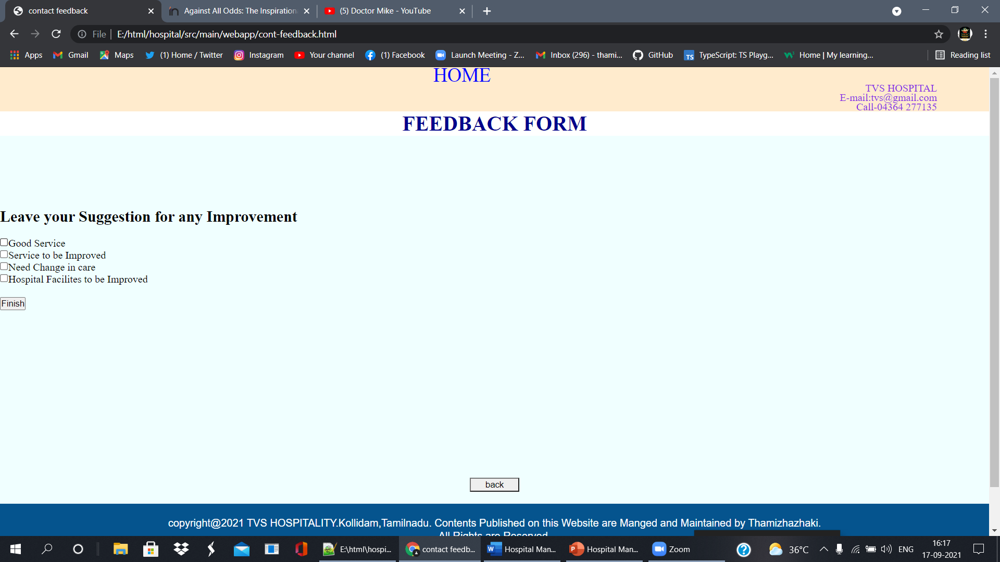 contact feedback
Against All Odds: The Inspiration
(5) Doctor Mike - YouTube
File
E:/html/hospital/src/main/webapp/cont-feedback.html
Apps
Gmail
Maps
(1) Home / Twitter
Instagram
Your channel
(1) Facebook
Launch Meeting - Z...
Inbox (296) - thami...
GitHub
TypeScript: TS Playg...
Home | My learning...
Reading list
HOME
TVS HOSPITAL
E-mail:tvs@gmail.com
Call-04364 277135
FEEDBACK FORM
Leave your Suggestion for any Improvement
Good Service
Service to be Improved
Need Change in care
Hospital Facilites to be Improved
Finish
back
copyright@2021 TVS HOSPITALITY.Kollidam,Tamilnadu. Contents Published on this Website are Manged and Maintained by Thamizhazhaki.
All Rights are Reserved
E:\html\hospi...
contact feedb...
Hospital Man...
Hospital Man...
Zoom
36°C
ENG
16:17
17-09-2021